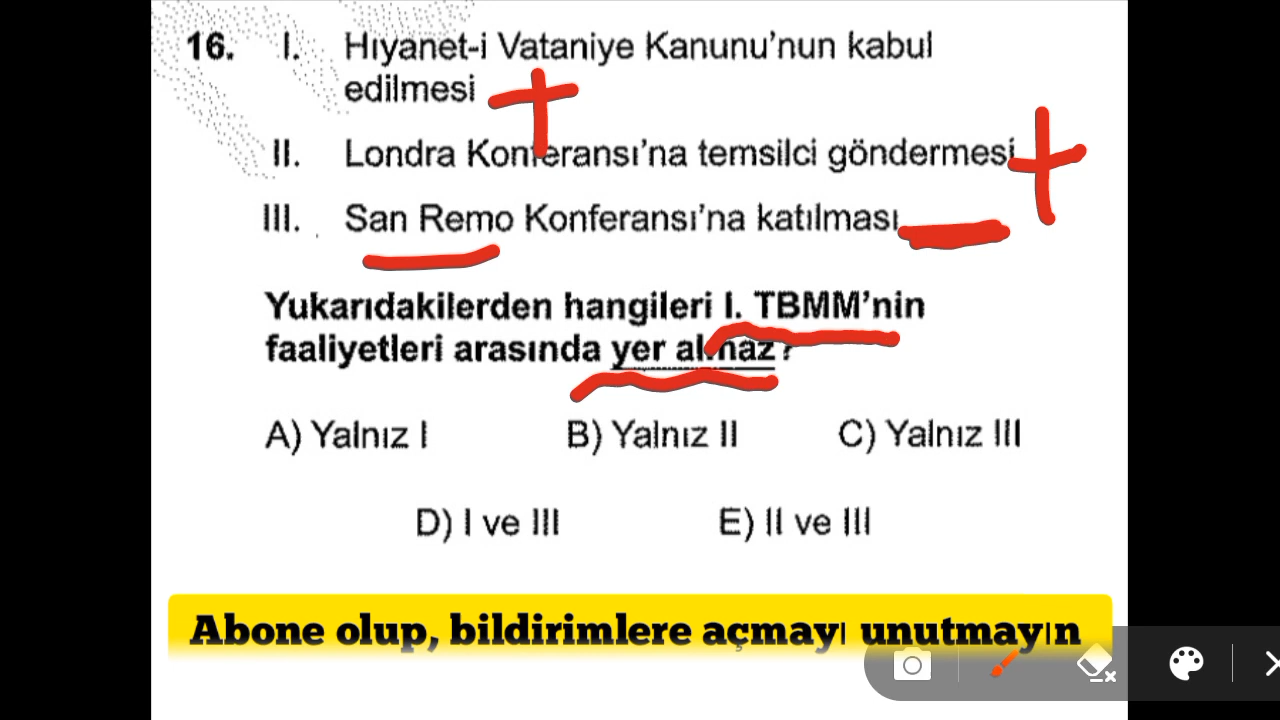 16. I. Hıyanet-i Vataniye Kanunu'nun kabul
edilmesi
II. Londra Konferansı'na temsilci göndermesi
III. San Remo Konferansı'na katılması
Yukarıdakilerden hangileri I. TBMM'nin
faaliyetleri arasında yer almaz?
A) Yalnız I B) Yalnız II C) Yalnız III
D) I ve III E) II ve III
Abone olup, bildirimlere açmayı unutmayın